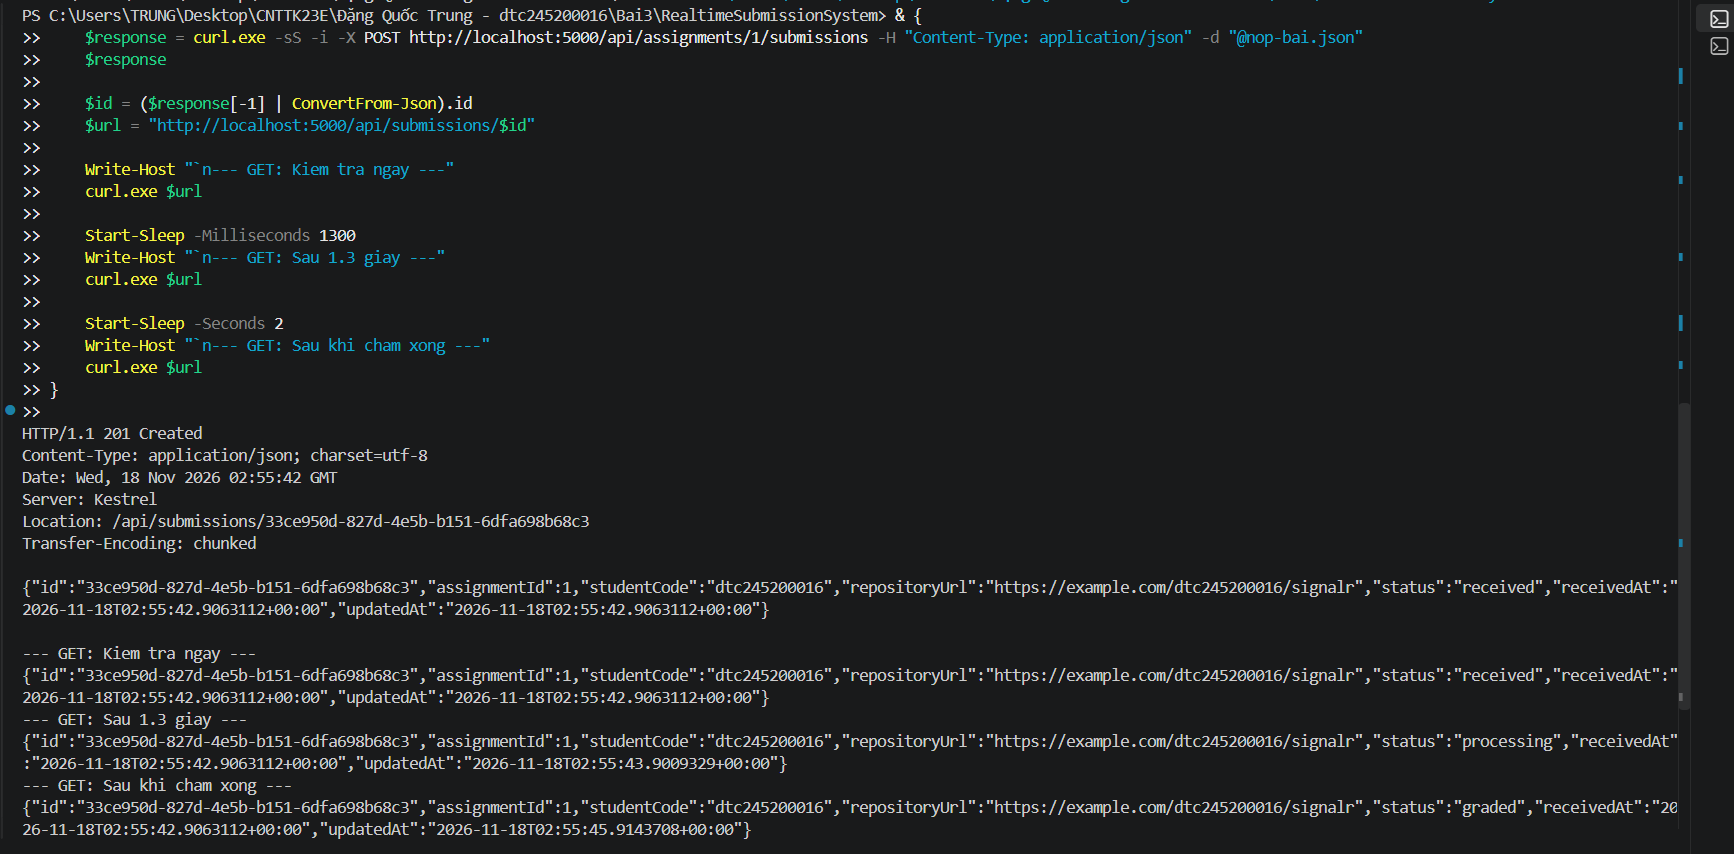 PS C:\Users\TRUNG\Desktop\CNTTK23E\Đặng Quốc Trung - dtc245200016\Bai3\RealtimeSubmissionSystem> & {
>>     $response = curl.exe -sS -i -X POST http://localhost:5000/api/assignments/1/submissions -H "Content-Type: application/json" -d "@nop-bai.json"
>>     $response
>>
>>     $id = ($response[-1] | ConvertFrom-Json).id
>>     $url = "http://localhost:5000/api/submissions/$id"
>>
>>     Write-Host "`n--- GET: Kiem tra ngay ---"
>>     curl.exe $url
>>
>>     Start-Sleep -Milliseconds 1300
>>     Write-Host "`n--- GET: Sau 1.3 giay ---"
>>     curl.exe $url
>>
>>     Start-Sleep -Seconds 2
>>     Write-Host "`n--- GET: Sau khi cham xong ---"
>>     curl.exe $url
>> }
>>
HTTP/1.1 201 Created
Content-Type: application/json; charset=utf-8
Date: Wed, 18 Nov 2026 02:55:42 GMT
Server: Kestrel
Location: /api/submissions/33ce950d-827d-4e5b-b151-6dfa698b68c3
Transfer-Encoding: chunked

{"id":"33ce950d-827d-4e5b-b151-6dfa698b68c3","assignmentId":1,"studentCode":"dtc245200016","repositoryUrl":"https://example.com/dtc245200016/signalr","status":"received","receivedAt":"
2026-11-18T02:55:42.9063112+00:00","updatedAt":"2026-11-18T02:55:42.9063112+00:00"}

--- GET: Kiem tra ngay ---
{"id":"33ce950d-827d-4e5b-b151-6dfa698b68c3","assignmentId":1,"studentCode":"dtc245200016","repositoryUrl":"https://example.com/dtc245200016/signalr","status":"received","receivedAt":"
2026-11-18T02:55:42.9063112+00:00","updatedAt":"2026-11-18T02:55:42.9063112+00:00"}
--- GET: Sau 1.3 giay ---
{"id":"33ce950d-827d-4e5b-b151-6dfa698b68c3","assignmentId":1,"studentCode":"dtc245200016","repositoryUrl":"https://example.com/dtc245200016/signalr","status":"processing","receivedAt"
:"2026-11-18T02:55:42.9063112+00:00","updatedAt":"2026-11-18T02:55:43.9009329+00:00"}
--- GET: Sau khi cham xong ---
{"id":"33ce950d-827d-4e5b-b151-6dfa698b68c3","assignmentId":1,"studentCode":"dtc245200016","repositoryUrl":"https://example.com/dtc245200016/signalr","status":"graded","receivedAt":"20
26-11-18T02:55:42.9063112+00:00","updatedAt":"2026-11-18T02:55:45.9143708+00:00"}